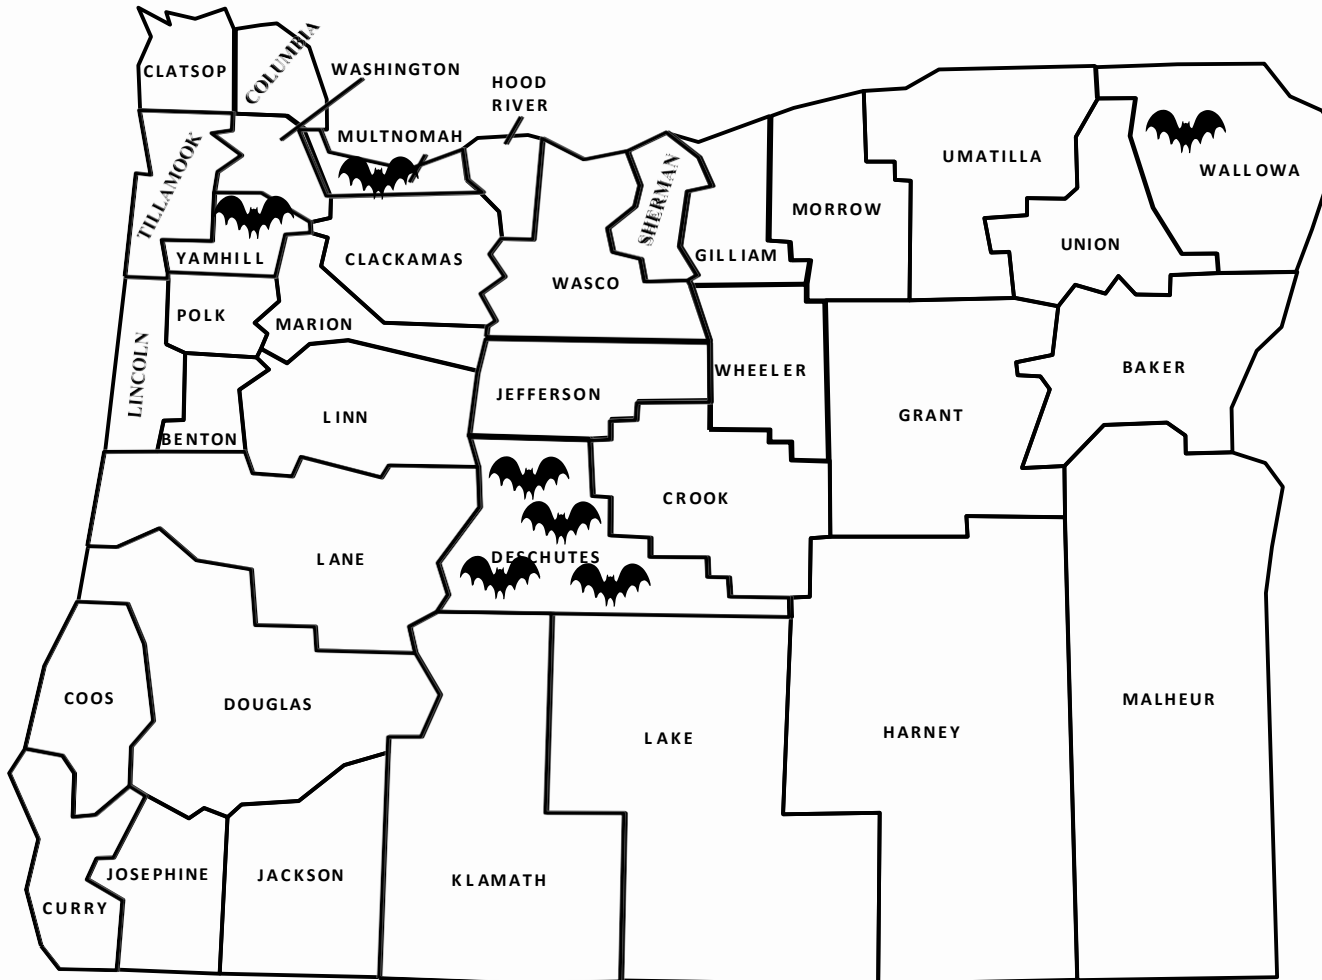 CLATSOP
COLUMBIA
WASHINGTON
HOOD
RIVER
MULTNOMAH
TILLAMOOK
YAMHILL
CLACKAMAS
WASCO
SHERMAN
GILLIAM
MORROW
UMATILLA
UNION
WALLOWA
POLK
MARION
LINCOLN
BENTON
LINN
JEFFERSON
WHEELER
GRANT
BAKER
CROOK
DESCHUTES
LANE
COOS
DOUGLAS
LAKE
HARNEY
MALHEUR
CURRY
JOSEPHINE
JACKSON
KLAMATH